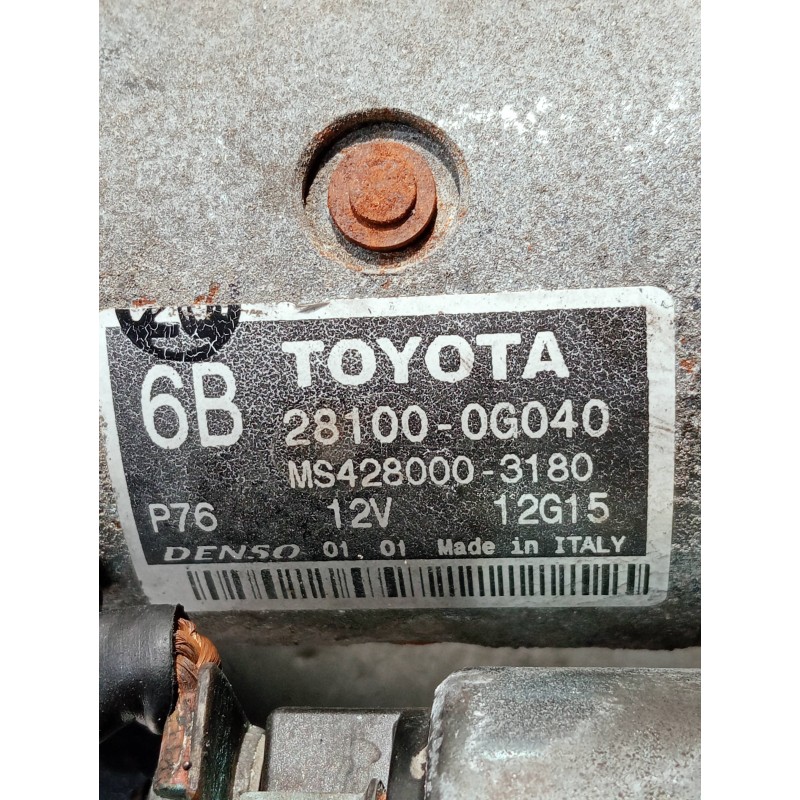 6B
TOYOTA
28100-0G040
MS428000-3180
P76 12V 12G15
DENSO 01.01 Made in ITALY